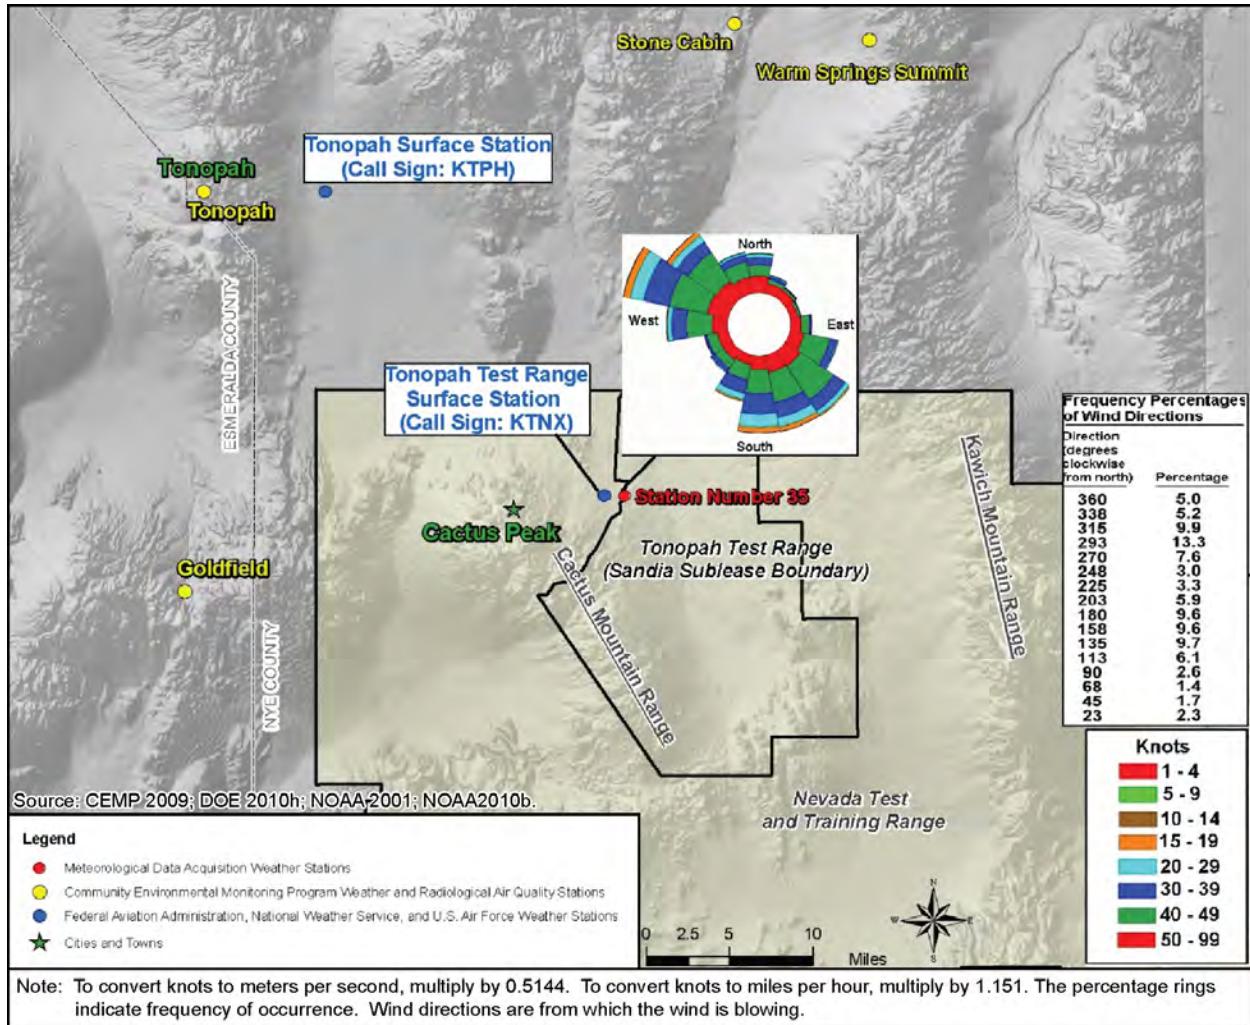 Stone Cabin
Warm Springs Summit
Tonopah Surface Station
(Call Sign: KTPH)
Tonopah
Tonopah
North
West
East
South
ESMERALDA COUNTY
NYE COUNTY
Tonopah Test Range
Surface Station
(Call Sign: KTNX)
Station Number 35
Cactus Peak
Tonopah Test Range
(Sandia Sublease Boundary)
Goldfield
Cactus Mountain Range
Kawich Mountain Range
Frequency Percentages
of Wind Directions
Direction
(degrees
clockwise
from north) Percentage
360 5.0
338 5.2
315 9.9
293 13.3
270 7.6
248 3.0
225 3.3
203 5.9
180 9.6
158 9.6
135 9.7
113 6.1
90 2.6
68 1.4
45 1.7
23 2.3
Nevada Test
and Training Range
Knots
1 - 4
5 - 9
10 - 14
15 - 19
20 - 29
30 - 39
40 - 49
50 - 99
Source: CEMP 2009; DOE 2010h; NOAA 2001; NOAA2010b.
Legend
Meteorological Data Acquisition Weather Stations
Community Environmental Monitoring Program Weather and Radiological Air Quality Stations
Federal Aviation Administration, National Weather Service, and U.S. Air Force Weather Stations
Cities and Towns
0 2.5 5 10
Miles
N
W E
S
Note: To convert knots to meters per second, multiply by 0.5144. To convert knots to miles per hour, multiply by 1.151. The percentage rings
indicate frequency of occurrence. Wind directions are from which the wind is blowing.